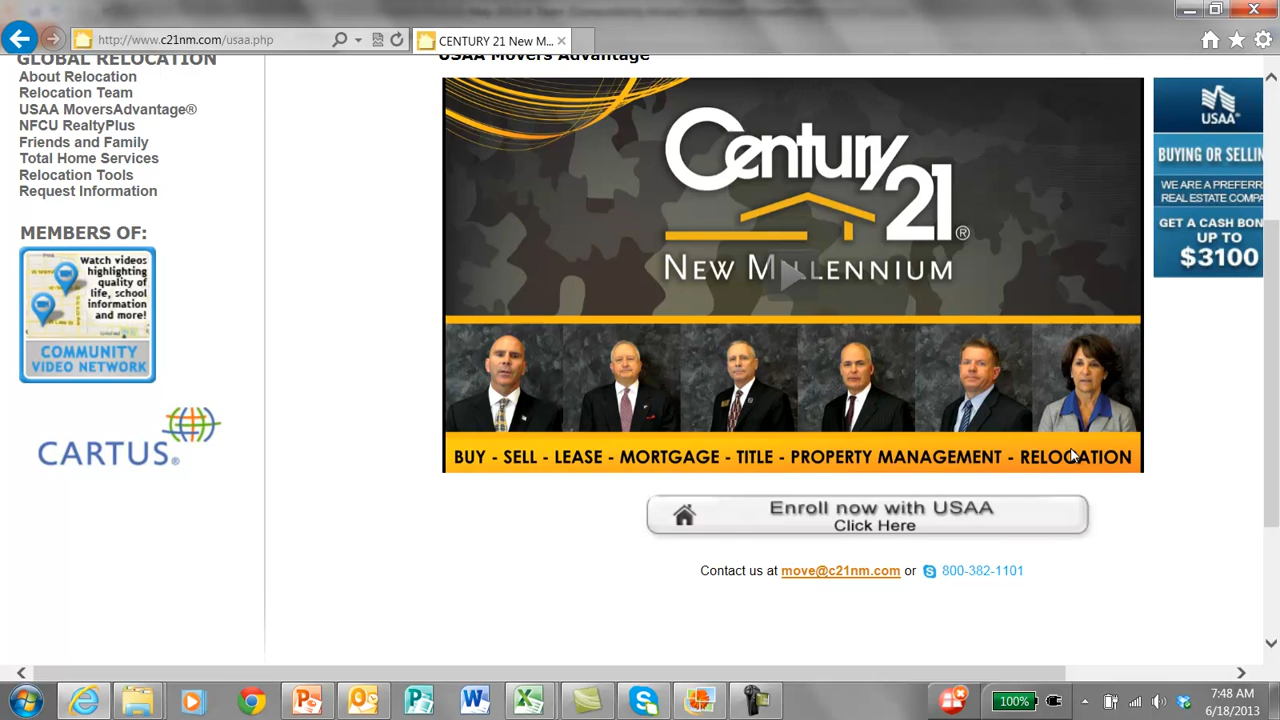 http://www.c21nm.com/usaa.php
CENTURY 21 New M...
GLOBAL RELOCATION
About Relocation
Relocation Team
USAA MoversAdvantage®
NFCU RealtyPlus
Friends and Family
Total Home Services
Relocation Tools
Request Information
MEMBERS OF:
Watch videos
highlighting
quality of
life, school
information
and more!
COMMUNITY
VIDEO NETWORK
CARTUS®
USAA Movers Advantage
Century
21®
NEW MILLENNIUM
BUY - SELL - LEASE - MORTGAGE - TITLE - PROPERTY MANAGEMENT - RELOCATION
Enroll now with USAA
Click Here
Contact us at move@c21nm.com or 800-382-1101
USAA®
BUYING OR SELLIN
WE ARE A PREFERR
REAL ESTATE COMPA
GET A CASH BON
UP TO
$3100
100%
7:48 AM
6/18/2013